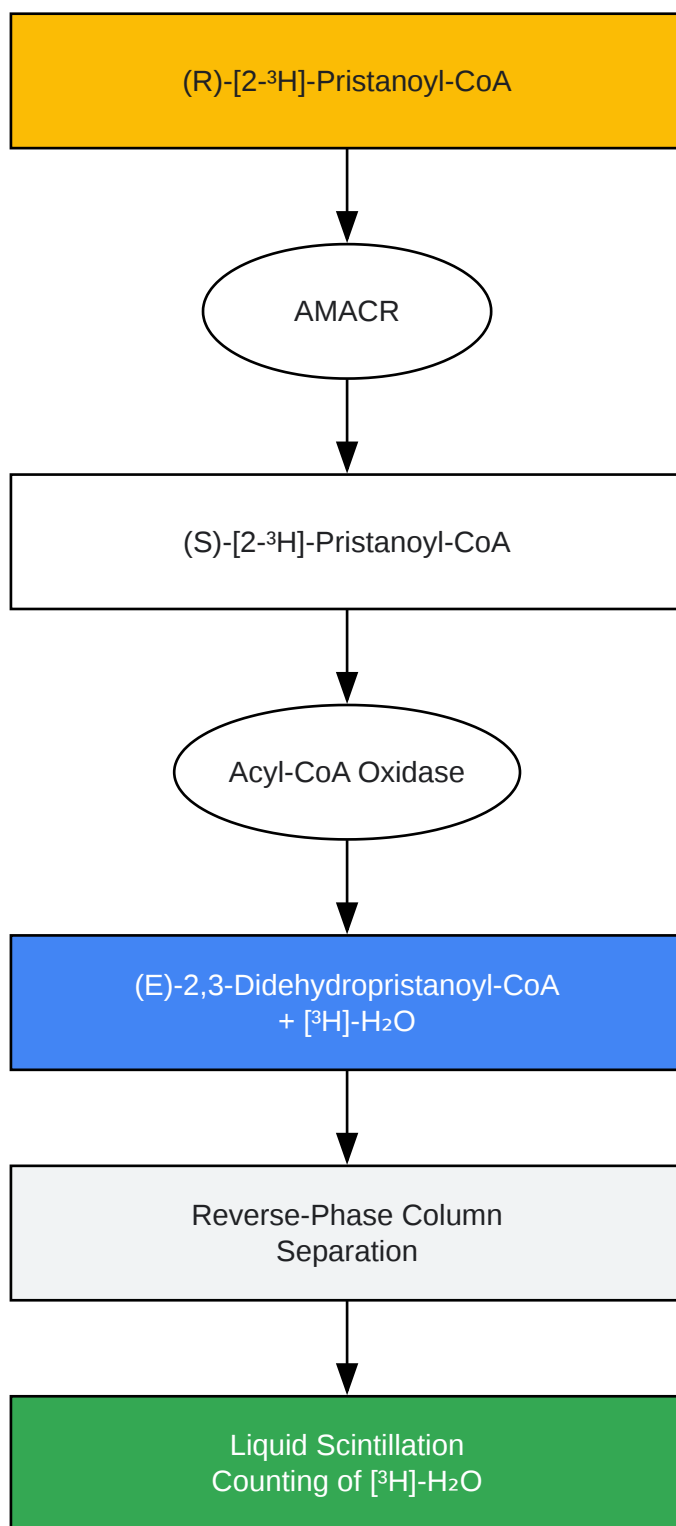 (R)-[2-³H]-Pristanoyl-CoA
AMACR
(S)-[2-³H]-Pristanoyl-CoA
Acyl-CoA Oxidase
(E)-2,3-Didehydropristanoyl-CoA
+ [³H]-H₂O
Reverse-Phase Column
Separation
Liquid Scintillation
Counting of [³H]-H₂O